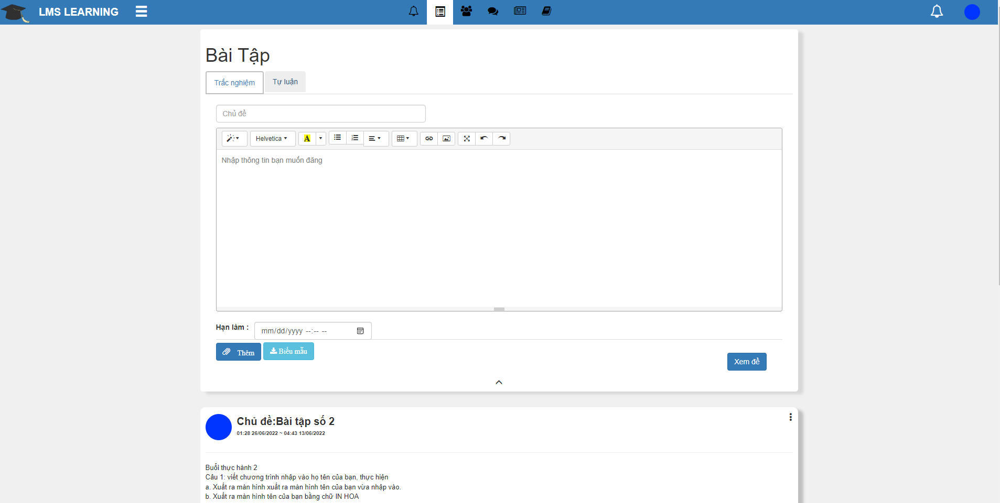 LMS LEARNING
Bài Tập
Trắc nghiệm
Tự luận
Chủ đề
Helvetica
A
Nhập thông tin bạn muốn đăng
Hạn làm :
mm/dd/yyyy --:-- --
Thêm
Biểu mẫu
Xem đề
Chủ đề:Bài tập số 2
01:28 26/06/2022 ~ 04:43 13/06/2022
Buổi thực hành 2
Câu 1: viết chương trình nhập vào họ tên của bạn, thực hiện
a. Xuất ra màn hình xuất ra màn hình tên của bạn vừa nhập vào.
b. Xuất ra màn hình tên của bạn bằng chữ IN HOA